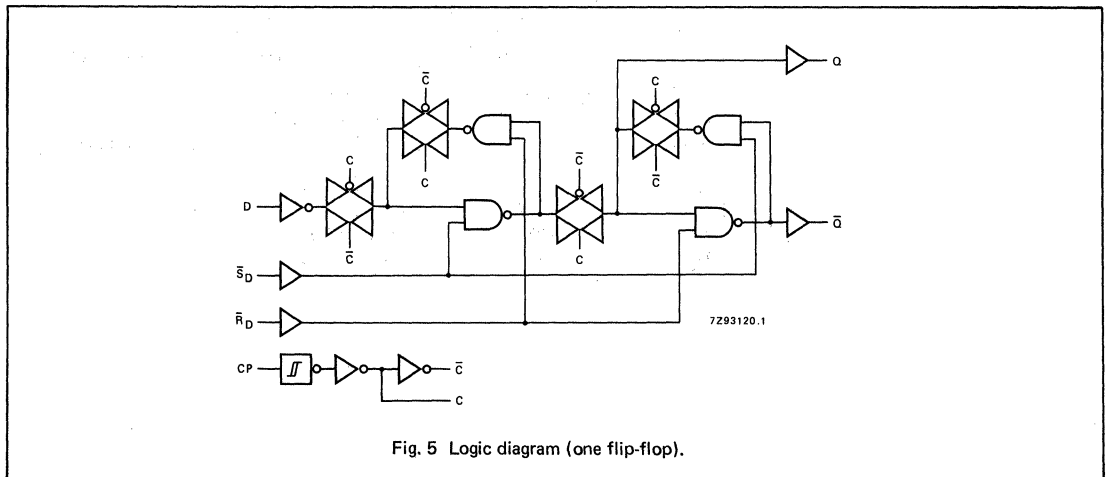 Q
C̄
C
C
C̄
C
C̄
D
C̄
C
Q̄
S̄D
R̄D
7Z93120.1
CP
C̄
C
Fig. 5 Logic diagram (one flip-flop).